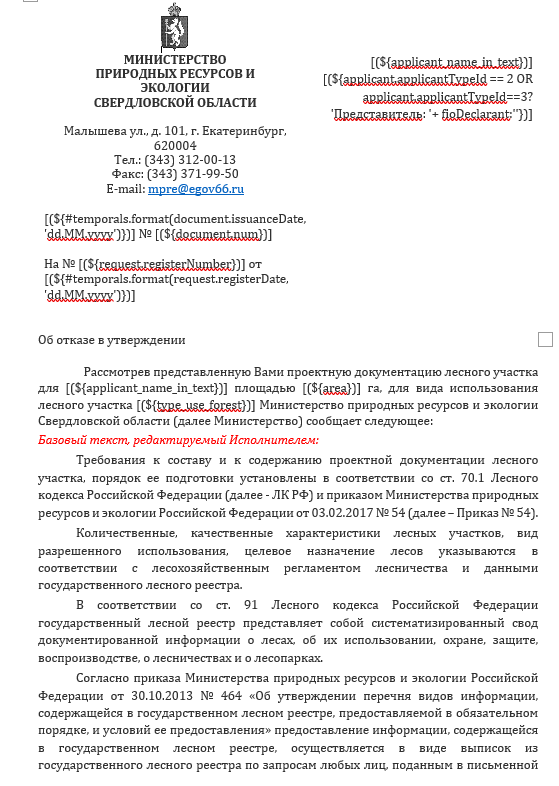 МИНИСТЕРСТВО
ПРИРОДНЫХ РЕСУРСОВ И
ЭКОЛОГИИ
СВЕРДЛОВСКОЙ ОБЛАСТИ
Малышева ул., д. 101, г. Екатеринбург,
620004
Тел.: (343) 312-00-13
Факс: (343) 371-99-50
E-mail: mpre@egov66.ru
[(${applicant_name_in_text})]
[(${applicant.applicantTypeId == 2 OR
applicant.applicantTypeId==3?
'Представитель: '+ fioDeclarant:''})]
[(${#temporals.format(document.issuanceDate,
'dd.MM.yyyy')})] № [(${document.num})]
На № [(${request.registerNumber})] от
[(${#temporals.format(request.registerDate,
'dd.MM.yyyy')})]
Об отказе в утверждении
Рассмотрев представленную Вами проектную документацию лесного участка
для [(${applicant_name_in_text})] площадью [(${area})] га, для вида использования
лесного участка [(${type_use_forest})] Министерство природных ресурсов и экологии
Свердловской области (далее Министерство) сообщает следующее:
Базовый текст, редактируемый Исполнителем:
Требования к составу и к содержанию проектной документации лесного
участка, порядок ее подготовки установлены в соответствии со ст. 70.1 Лесного
кодекса Российской Федерации (далее - ЛК РФ) и приказом Министерства природных
ресурсов и экологии Российской Федерации от 03.02.2017 № 54 (далее – Приказ № 54).
Количественные, качественные характеристики лесных участков, вид
разрешенного использования, целевое назначение лесов указываются в
соответствии с лесохозяйственным регламентом лесничества и данными
государственного лесного реестра.
В соответствии со ст. 91 Лесного кодекса Российской Федерации
государственный лесной реестр представляет собой систематизированный свод
документированной информации о лесах, об их использовании, охране, защите,
воспроизводстве, о лесничествах и о лесопарках.
Согласно приказа Министерства природных ресурсов и экологии Российской
Федерации от 30.10.2013 № 464 «Об утверждении перечня видов информации,
содержащейся в государственном лесном реестре, предоставляемой в обязательном
порядке, и условий ее предоставления» предоставление информации, содержащейся
в государственном лесном реестре, осуществляется в виде выписок из
государственного лесного реестра по запросам любых лиц, поданным в письменной